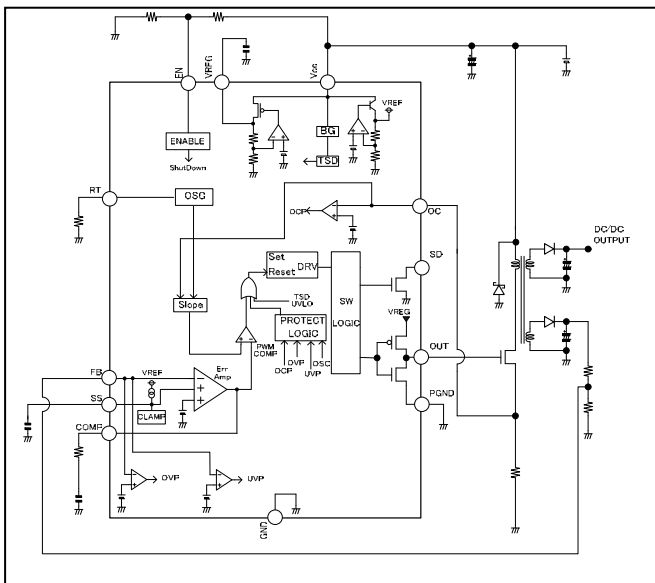 EN
VREG
Vcc
VREF
ENABLE
ShutDown
BG
TSD
RT
OSC
OCP
OC
DC/DC
OUTPUT
Set
Reset
DRV
SD
Slope
TSD
UVLO
SW
LOGIC
VREG
PROTECT
LOGIC
PWM
COMP
OUT
OCP
OVP
UVP
OSC
FB
VREF
Err
Amp
SS
CLAMP
PGND
COMP
OVP
UVP
GND